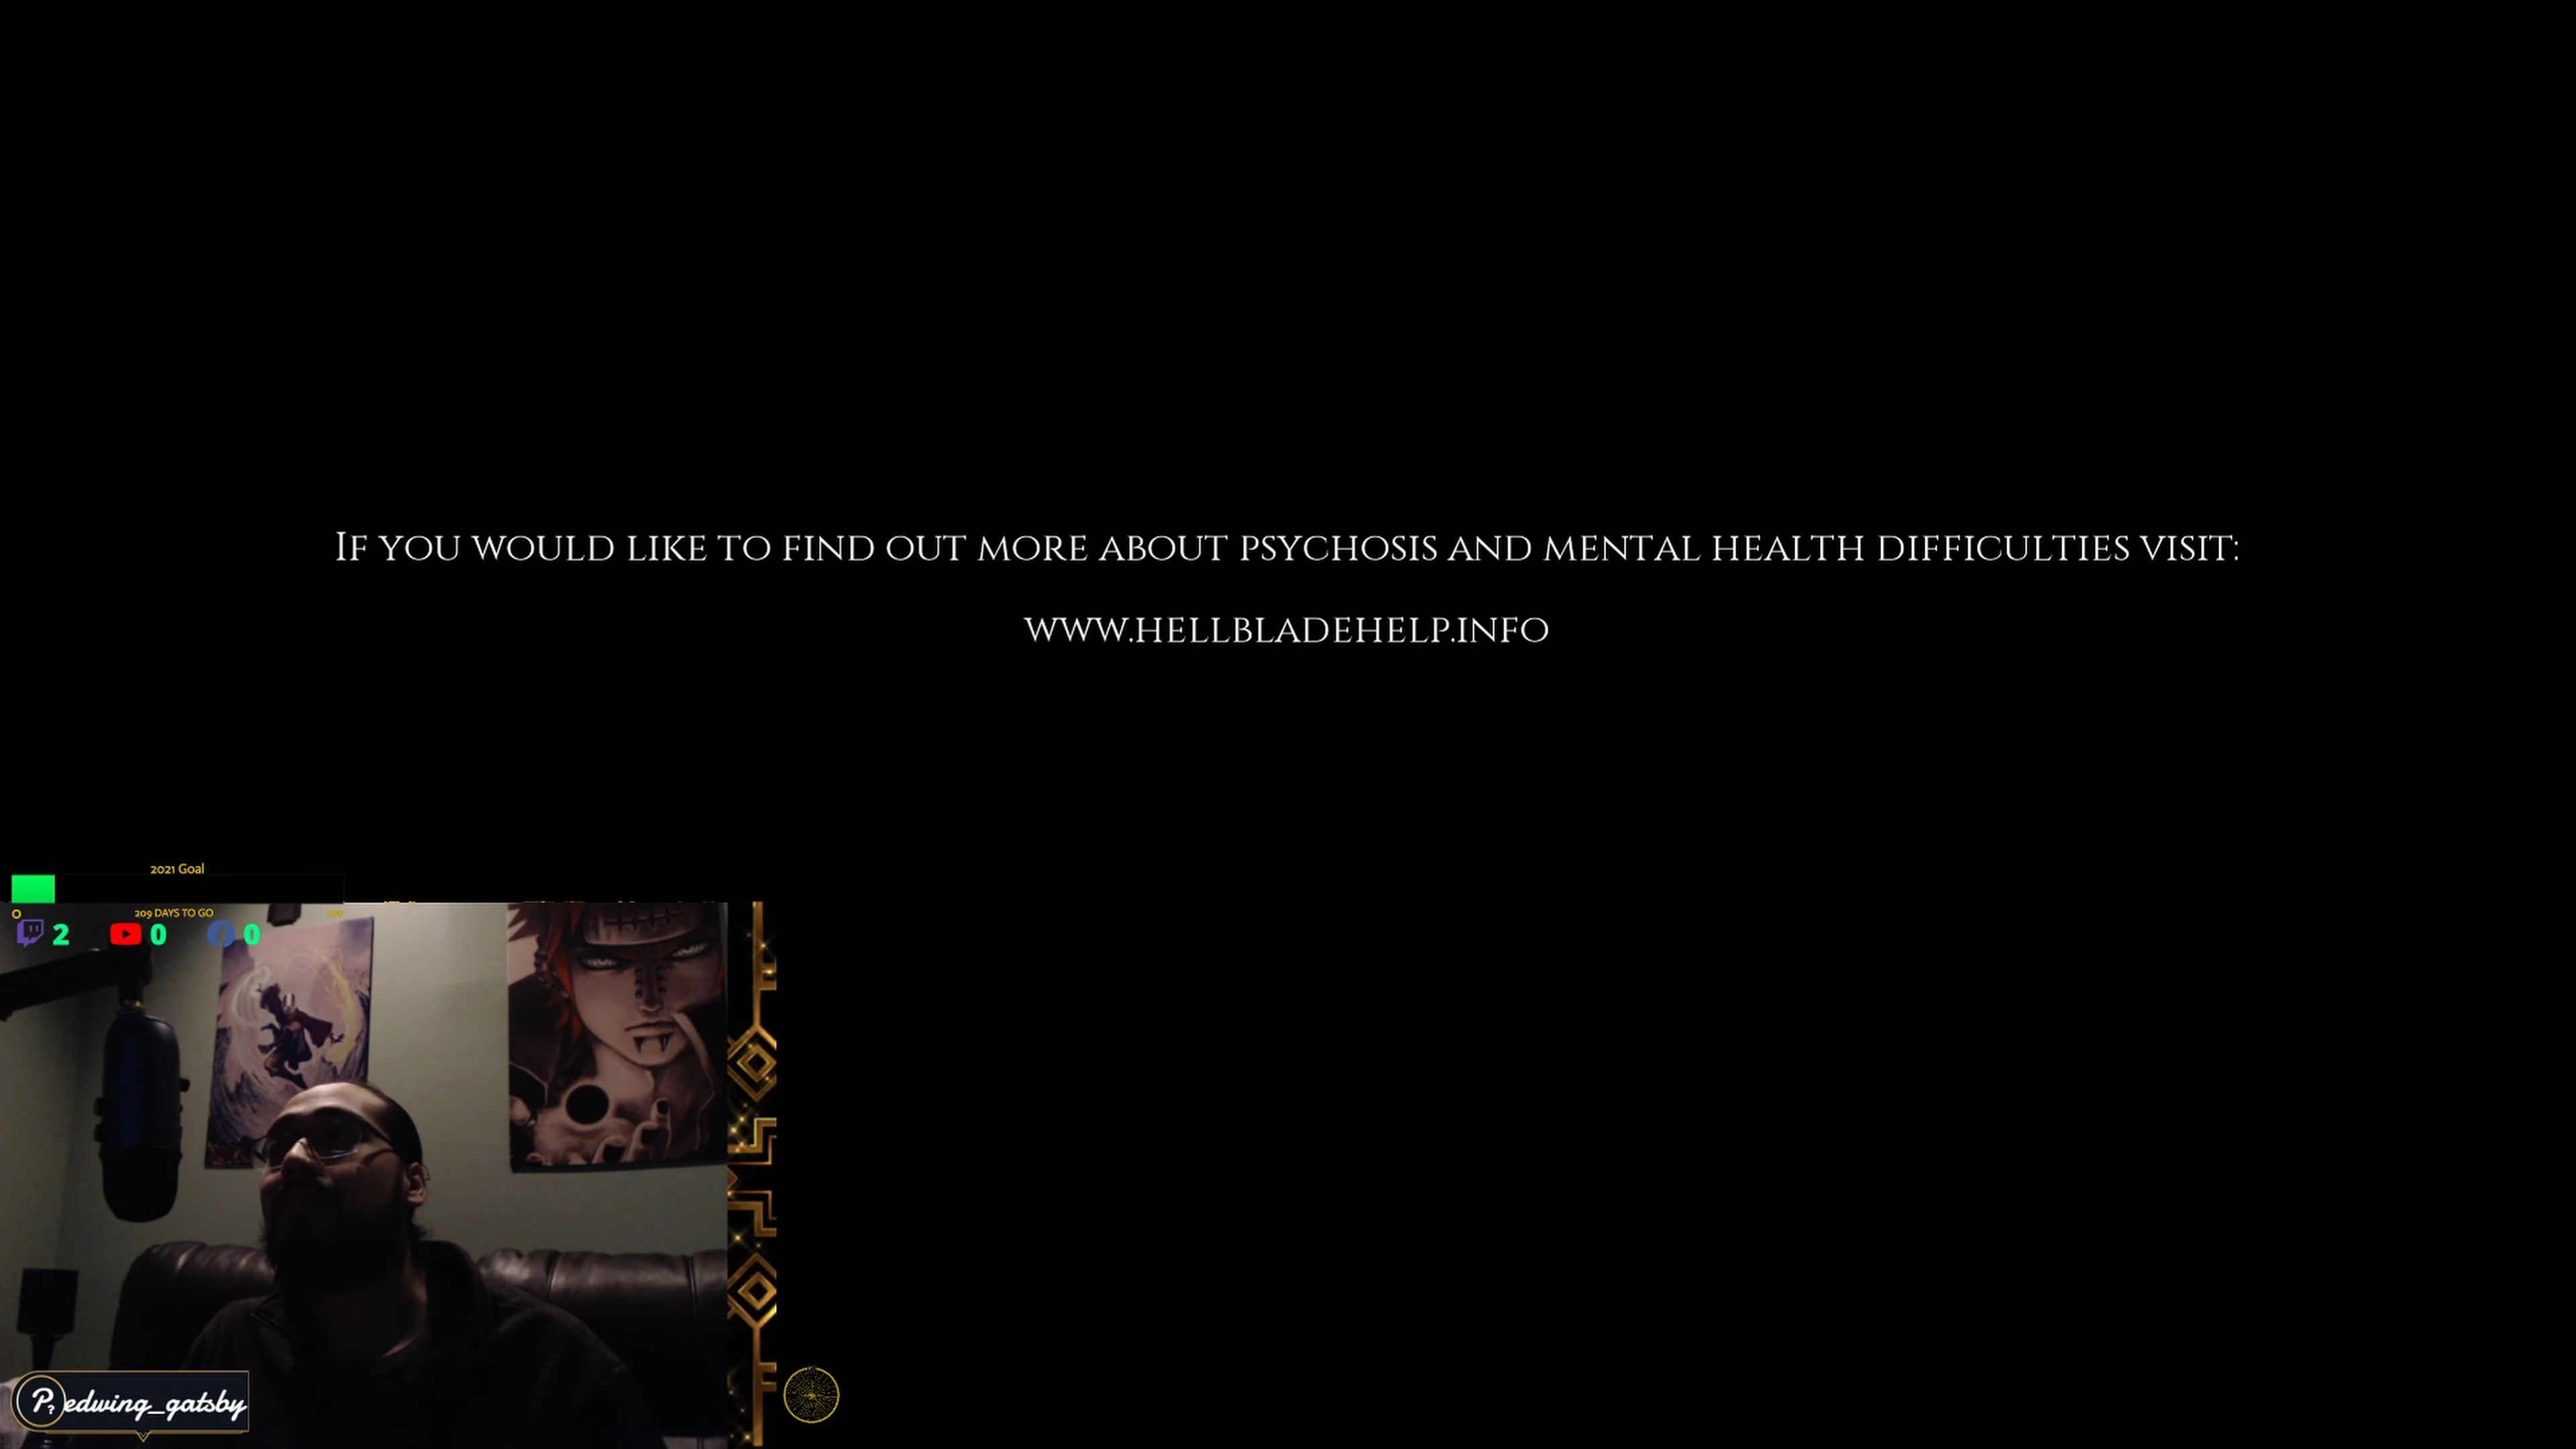 If you would like to find out more about psychosis and mental health difficulties visit:
www.hellbladehelp.info
2021 Goal
0
209 DAYS TO GO
2 0 0
edwing_gatsby